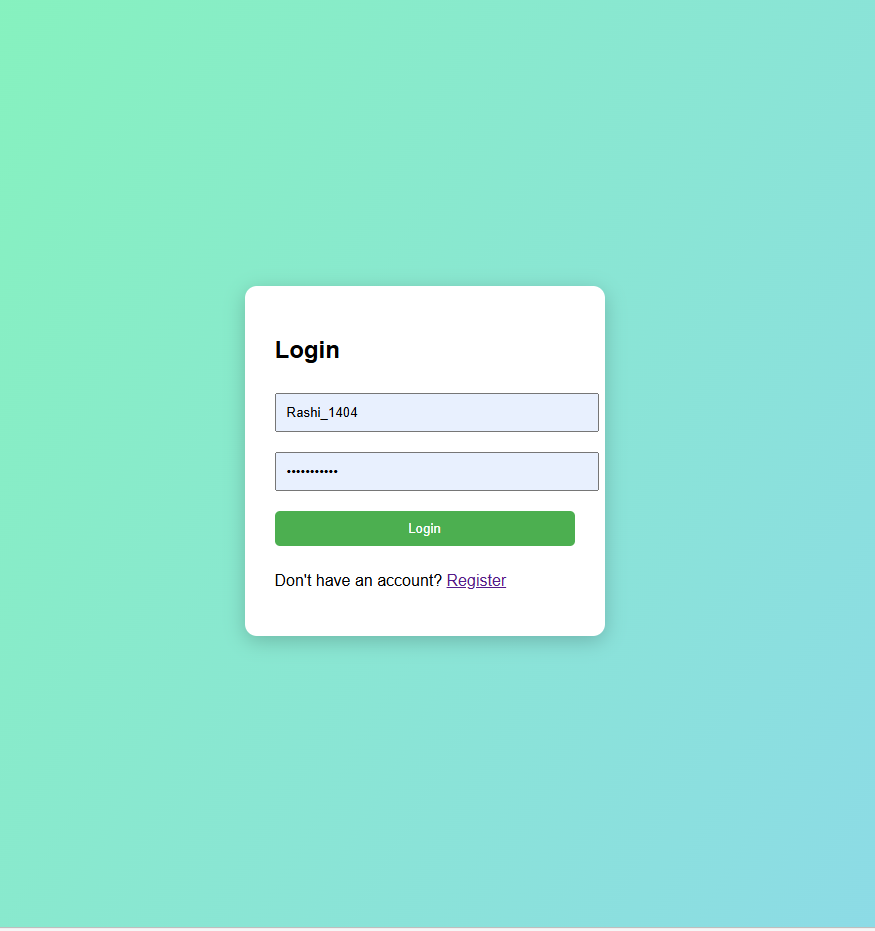 Login
Rashi_1404
•••••••••••
Login
Don't have an account? Register